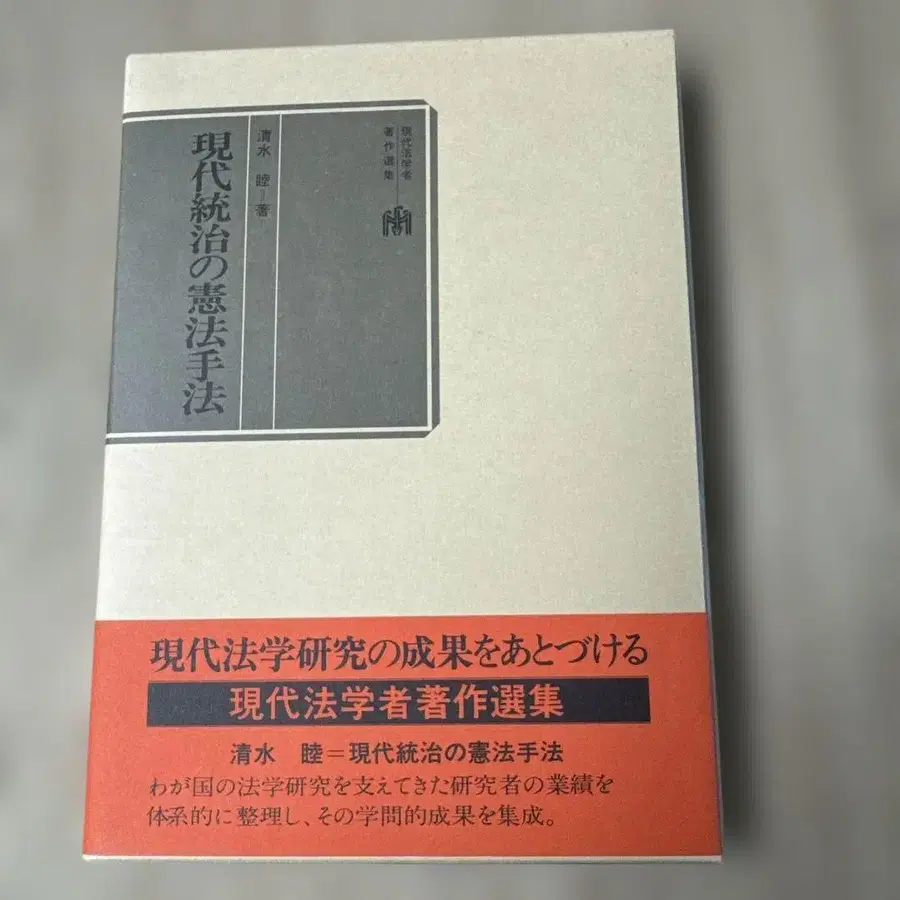 現代法学者
著作選集
清水　睦＝著
現代統治の憲法手法
現代法学研究の成果をあとづける
現代法学者著作選集
清水　睦＝現代統治の憲法手法
わが国の法学研究を支えてきた研究者の業績を
体系的に整理し、その学問的成果を集成。